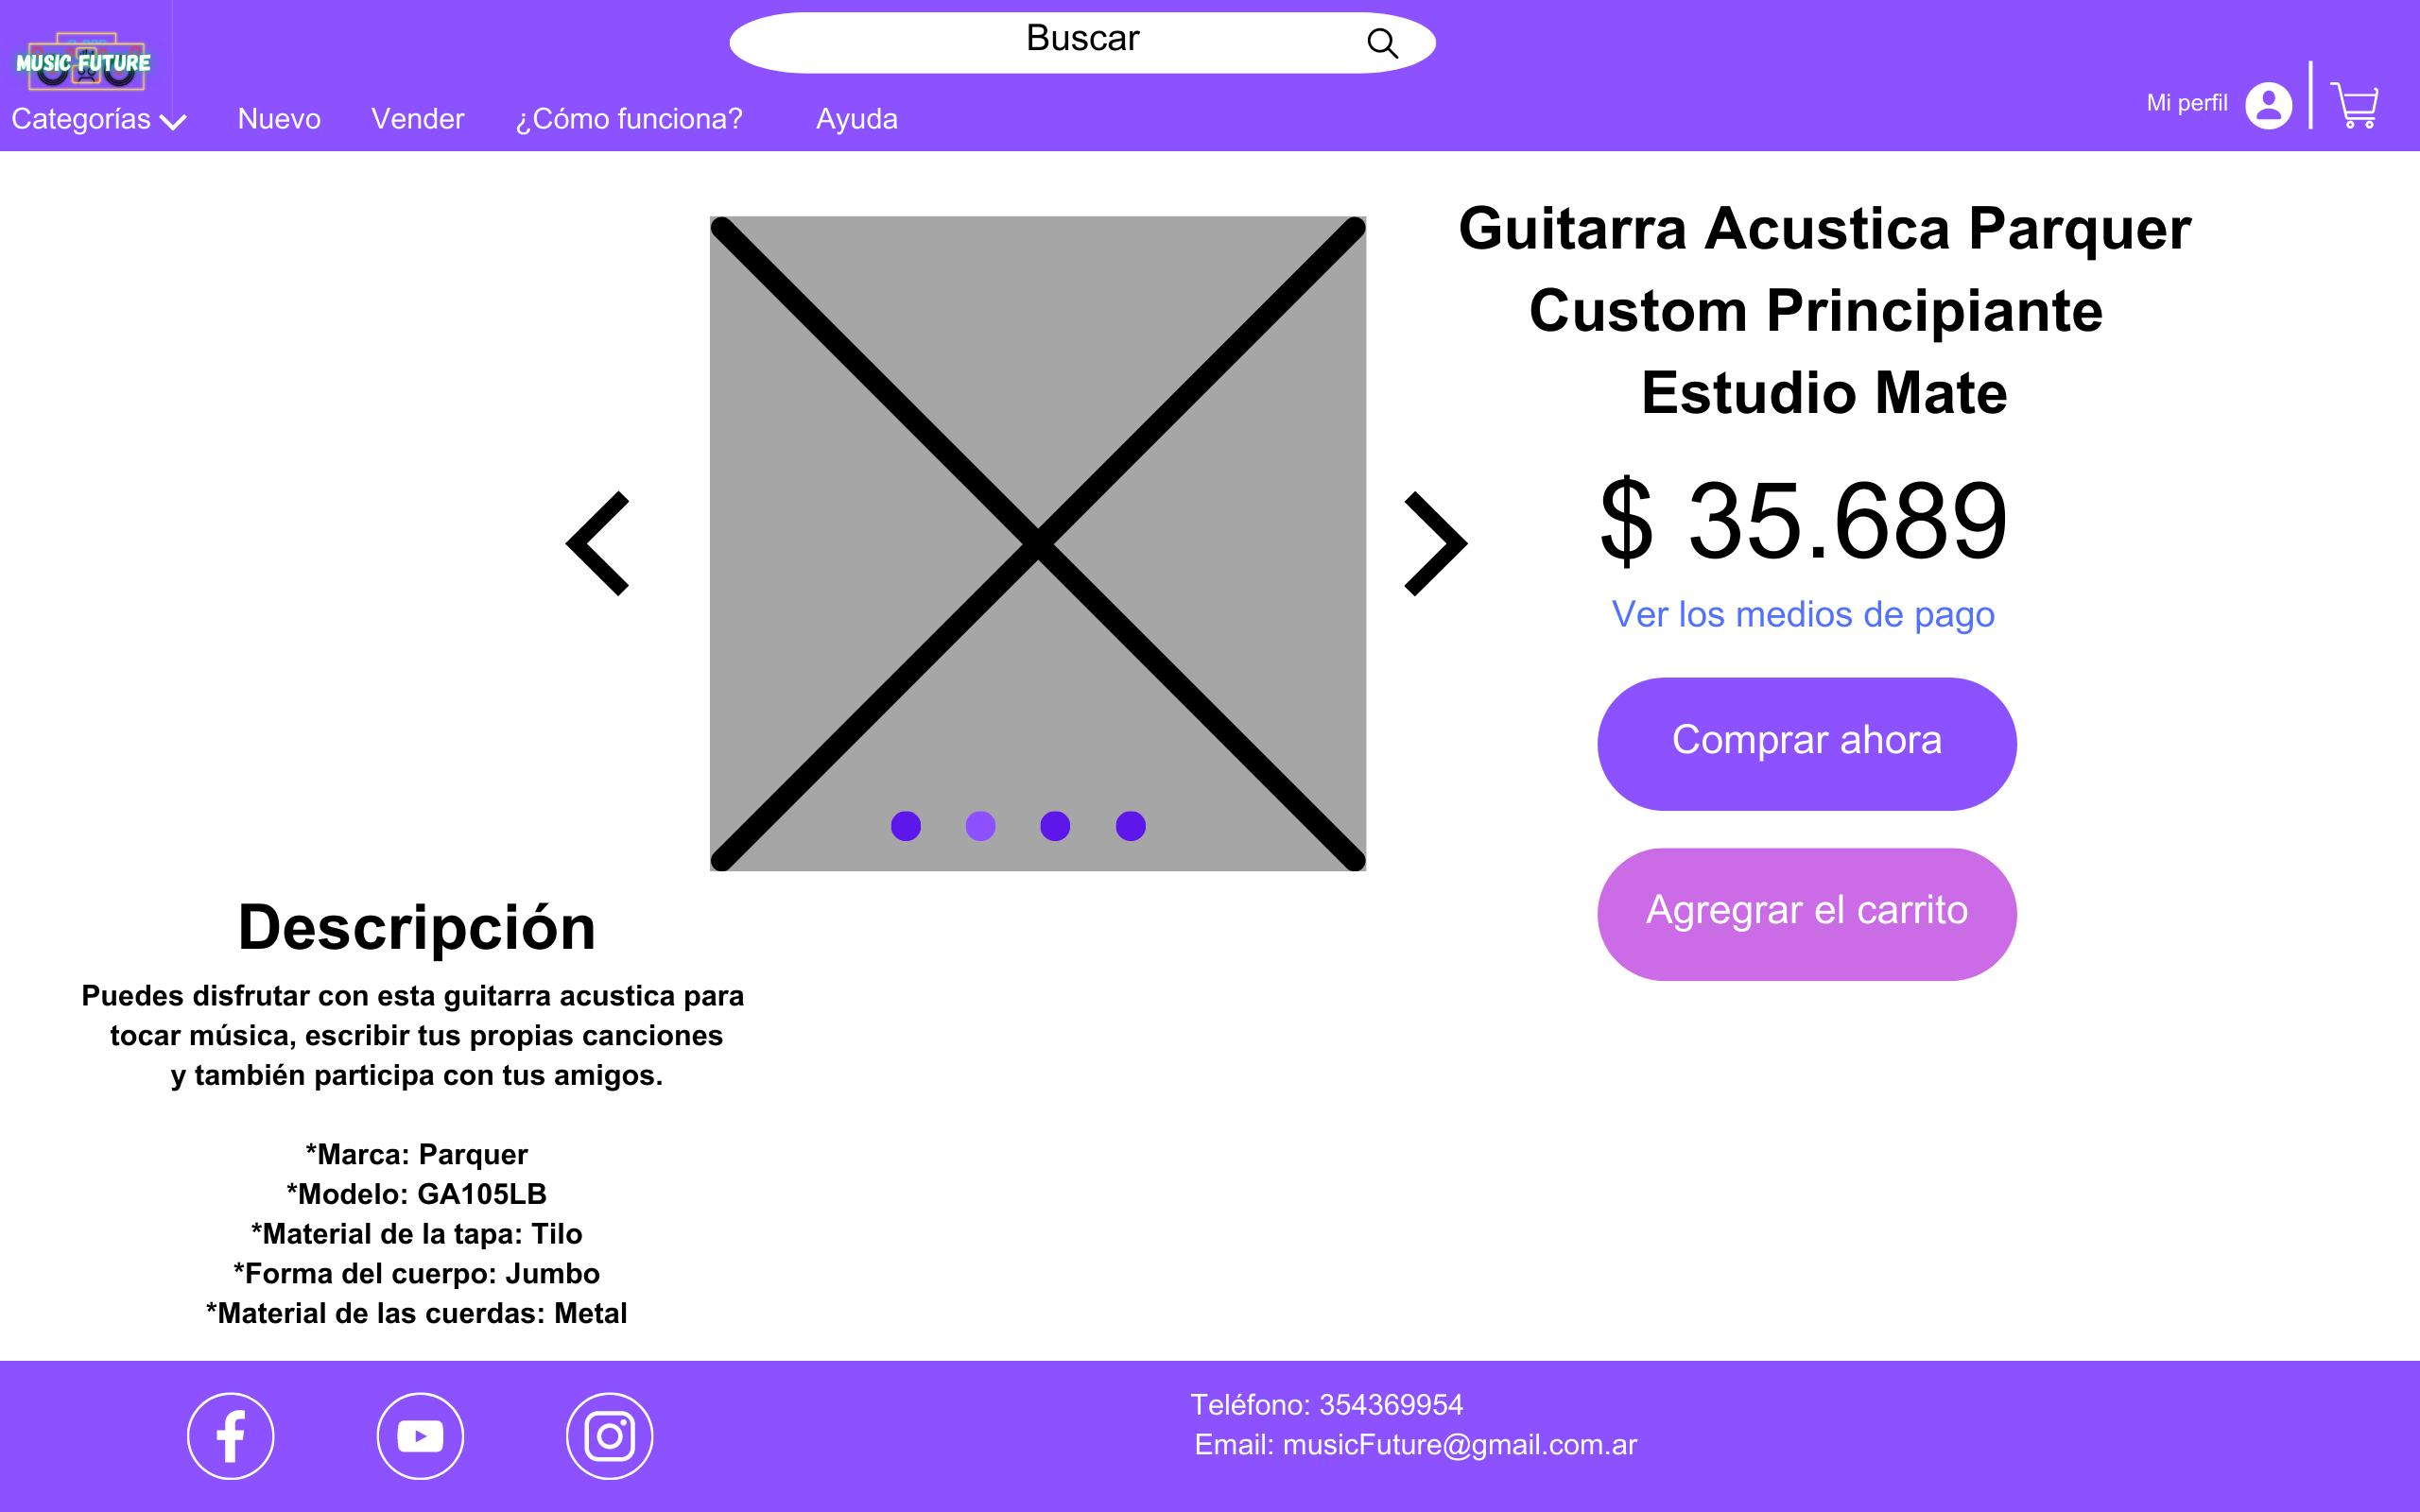 MUSIC FUTURE
Buscar
Categorías
Nuevo
Vender
¿Cómo funciona?
Ayuda
Mi perfil
Guitarra Acustica Parquer
Custom Principiante
Estudio Mate
$ 35.689
Ver los medios de pago
Comprar ahora
Agregrar el carrito
Descripción
Puedes disfrutar con esta guitarra acustica para
tocar música, escribir tus propias canciones
y también participa con tus amigos.
*Marca: Parquer
*Modelo: GA105LB
*Material de la tapa: Tilo
*Forma del cuerpo: Jumbo
*Material de las cuerdas: Metal
Teléfono: 354369954
Email: musicFuture@gmail.com.ar